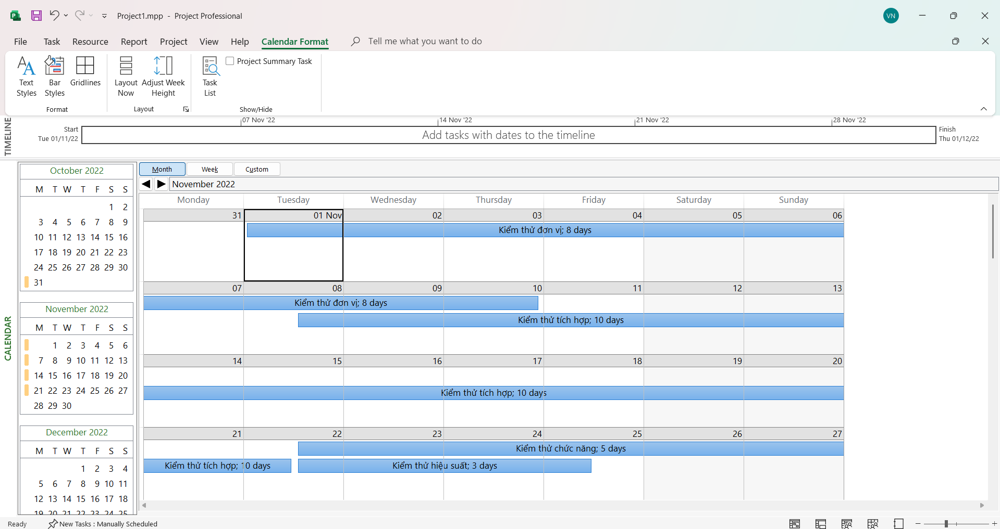 Project1.mpp - Project Professional
VN
File Task Resource Report Project View Help Calendar Format Tell me what you want to do
Text Styles
Bar Styles
Gridlines
Format
Layout Now
Adjust Week Height
Layout
Task List
Project Summary Task
Show/Hide
TIMELINE
07 Nov '22 14 Nov '22 21 Nov '22 28 Nov '22
Start
Tue 01/11/22
Add tasks with dates to the timeline
Finish
Thu 01/12/22
CALENDAR
October 2022
M T W T F S S
1 2
3 4 5 6 7 8 9
10 11 12 13 14 15 16
17 18 19 20 21 22 23
24 25 26 27 28 29 30
31
November 2022
M T W T F S S
1 2 3 4 5 6
7 8 9 10 11 12 13
14 15 16 17 18 19 20
21 22 23 24 25 26 27
28 29 30
December 2022
M T W T F S S
1 2 3 4
5 6 7 8 9 10 11
12 13 14 15 16 17 18
19 20 21 22 23 24 25
Month Week Custom
November 2022
Monday Tuesday Wednesday Thursday Friday Saturday Sunday
31 01 Nov 02 03 04 05 06
Kiểm thử đơn vị; 8 days
07 08 09 10 11 12 13
Kiểm thử đơn vị; 8 days
Kiểm thử tích hợp; 10 days
14 15 16 17 18 19 20
Kiểm thử tích hợp; 10 days
21 22 23 24 25 26 27
Kiểm thử chức năng; 5 days
Kiểm thử tích hợp; 10 days Kiểm thử hiệu suất; 3 days
Ready New Tasks : Manually Scheduled